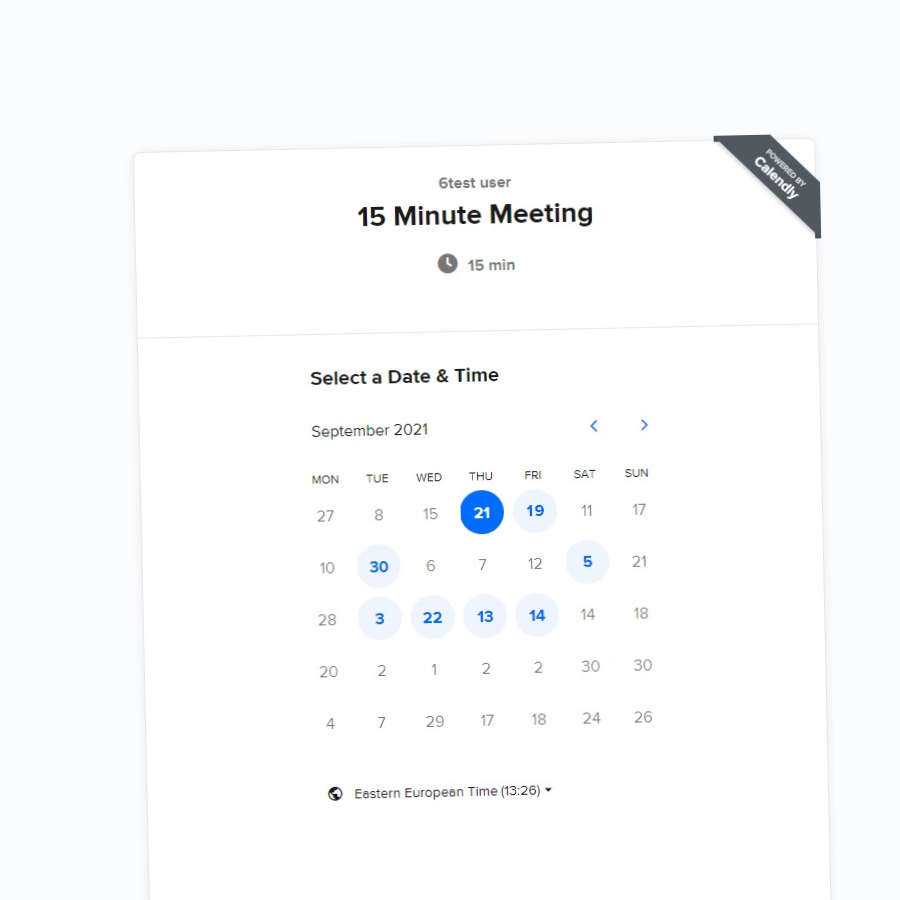 POWERED BY
Calendly
6test user
15 Minute Meeting
15 min
Select a Date & Time
September 2021
MON TUE WED THU FRI SAT SUN
27 8 15 21 19 11 17
10 30 6 7 12 5 21
28 3 22 13 14 14 18
20 2 1 2 2 30 30
4 7 29 17 18 24 26
Eastern European Time (13:26)